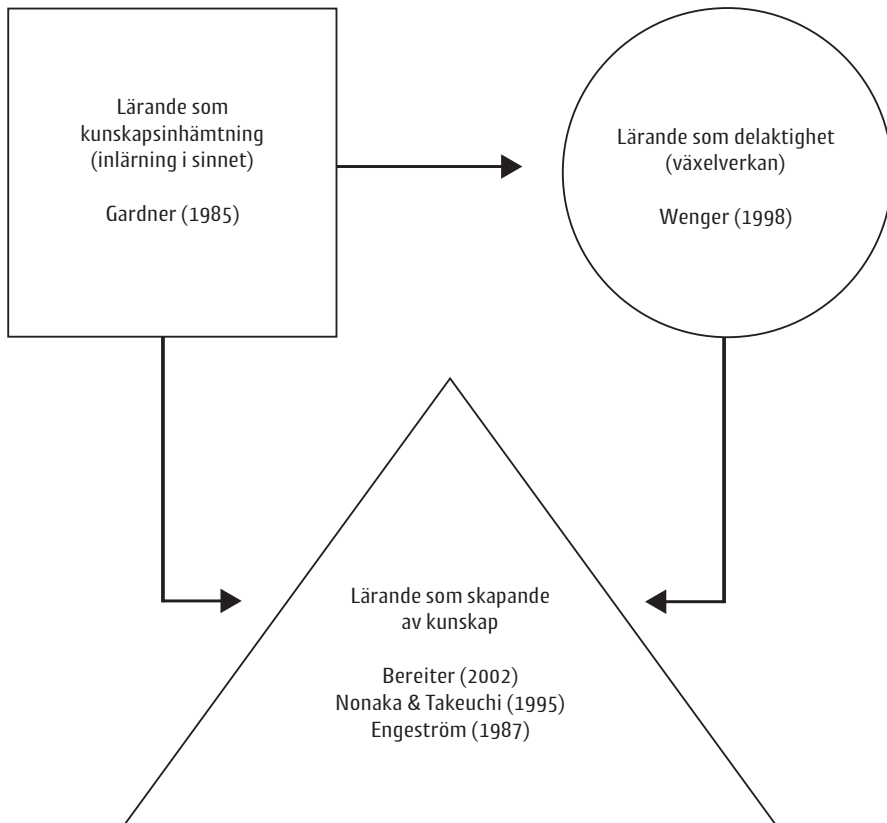 Lärande som
kunskapsinhämtning
(inlärning i sinnet)
Gardner (1985)
Lärande som delaktighet
(växelverkan)
Wenger (1998)
Lärande som skapande
av kunskap
Bereiter (2002)
Nonaka & Takeuchi (1995)
Engeström (1987)